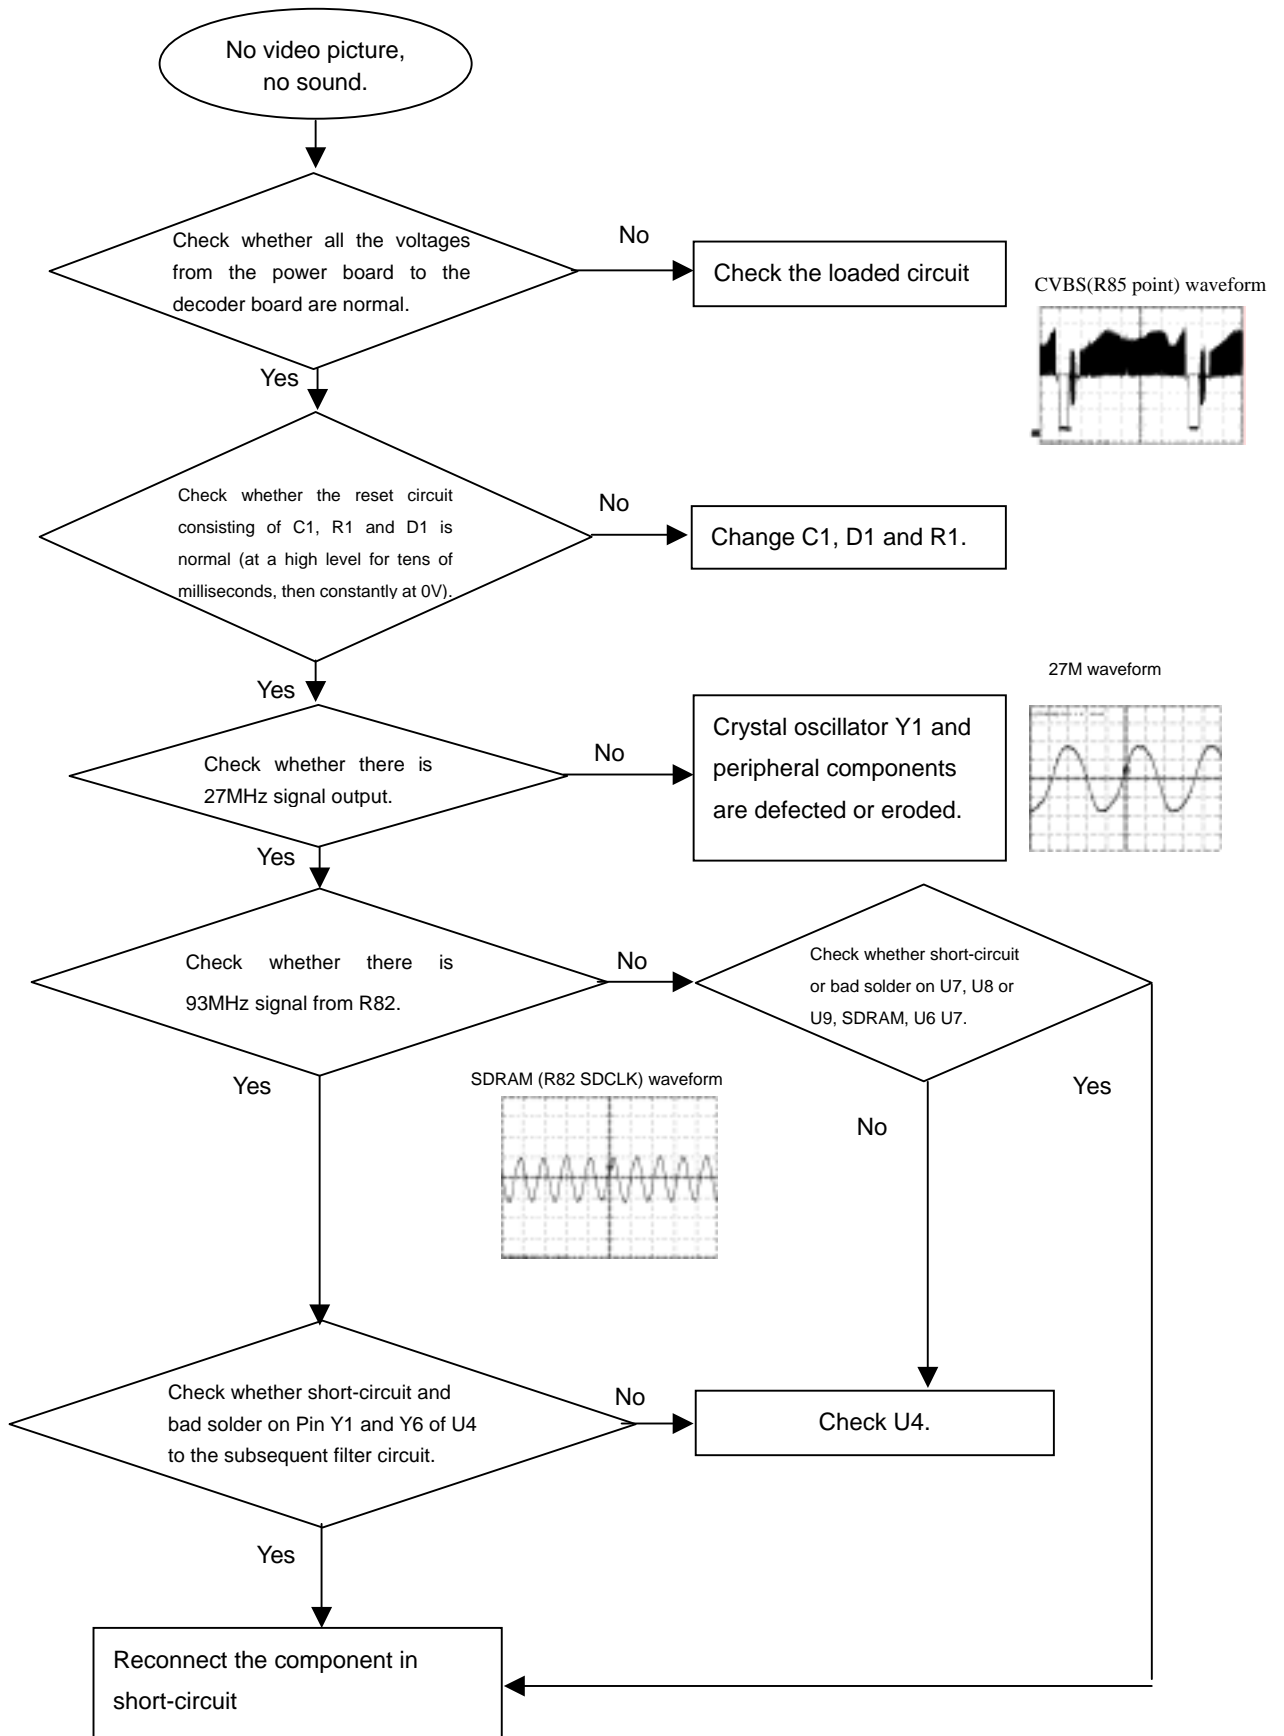 No video picture,
no sound.
Check whether all the voltages
from the power board to the
decoder board are normal.
No
Check the loaded circuit
CVBS(R85 point) waveform
Yes
Check whether the reset circuit
consisting of C1, R1 and D1 is
normal (at a high level for tens of
milliseconds, then constantly at 0V).
No
Change C1, D1 and R1.
Yes
27M waveform
Check whether there is
27MHz signal output.
No
Crystal oscillator Y1 and
peripheral components
are defected or eroded.
Yes
Check whether there is
93MHz signal from R82.
No
Check whether short-circuit
or bad solder on U7, U8 or
U9, SDRAM, U6 U7.
Yes
SDRAM (R82 SDCLK) waveform
Yes
No
Check whether short-circuit and
bad solder on Pin Y1 and Y6 of U4
to the subsequent filter circuit.
No
Check U4.
Yes
Reconnect the component in
short-circuit